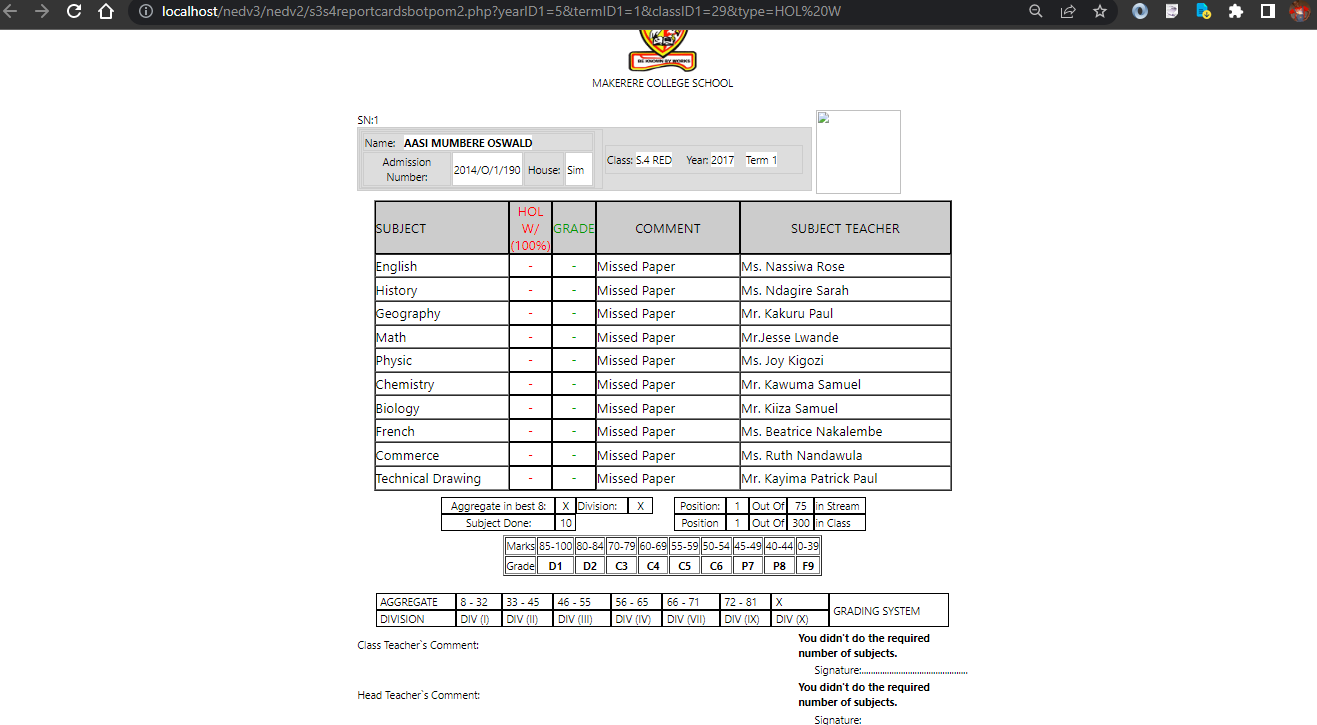 localhost/nedv3/nedv2/s3s4reportcardsbotpom2.php?yearID1=5&termID1=1&classID1=29&type=HOL%20W
BE KNOWN BY WORKS
MAKERERE COLLEGE SCHOOL
SN:1
Name: AASI MUMBERE OSWALD
Admission Number: 2014/O/1/190 House: Sim
Class: S.4 RED Year: 2017 Term 1
SUBJECT HOL W/ (100%) GRADE COMMENT SUBJECT TEACHER
English - - Missed Paper Ms. Nassiwa Rose
History - - Missed Paper Ms. Ndagire Sarah
Geography - - Missed Paper Mr. Kakuru Paul
Math - - Missed Paper Mr.Jesse Lwande
Physic - - Missed Paper Ms. Joy Kigozi
Chemistry - - Missed Paper Mr. Kawuma Samuel
Biology - - Missed Paper Mr. Kiiza Samuel
French - - Missed Paper Ms. Beatrice Nakalembe
Commerce - - Missed Paper Ms. Ruth Nandawula
Technical Drawing - - Missed Paper Mr. Kayima Patrick Paul
Aggregate in best 8: X Division: X Position: 1 Out Of 75 in Stream
Subject Done: 10 Position 1 Out Of 300 in Class
Marks 85-100 80-84 70-79 60-69 55-59 50-54 45-49 40-44 0-39
Grade D1 D2 C3 C4 C5 C6 P7 P8 F9
AGGREGATE 8 - 32 33 - 45 46 - 55 56 - 65 66 - 71 72 - 81 X GRADING SYSTEM
DIVISION DIV (I) DIV (II) DIV (III) DIV (IV) DIV (VII) DIV (IX) DIV (X)
Class Teacher`s Comment: You didn't do the required
number of subjects.
Signature:..............................................
Head Teacher`s Comment: You didn't do the required
number of subjects.
Signature: